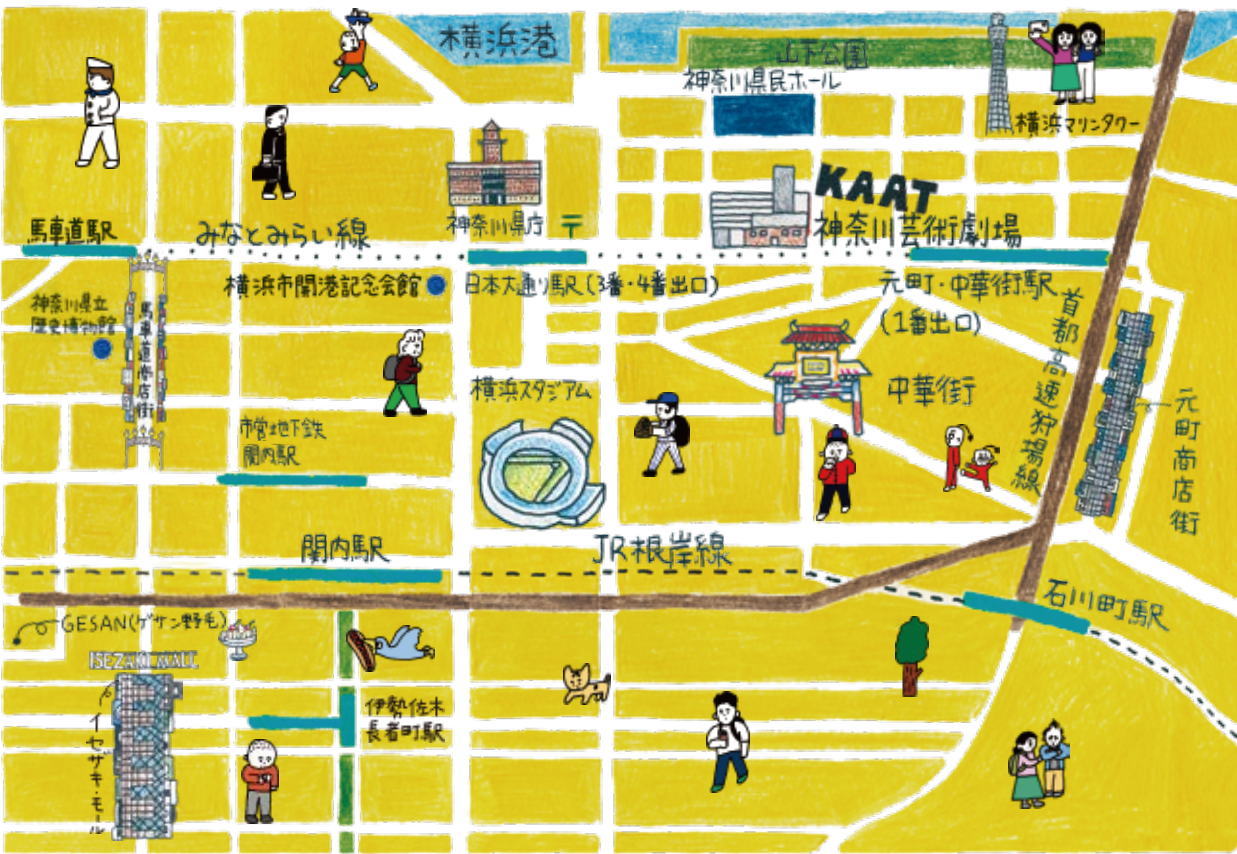 横浜港
山下公園
神奈川県民ホール
横浜マリンタワー
KAAT
神奈川芸術劇場
神奈川県庁
〒
馬車道駅
みなとみらい線
横浜市開港記念会館
日本大通り駅(3番・4番出口)
元町・中華街駅
(1番出口)
神奈川県立
歴史博物館
馬車道商店街
首都高速狩場線
横浜スタジアム
中華街
元町商店街
市営地下鉄
関内駅
関内駅
JR根岸線
石川町駅
GESAN(ゲサン野毛)
ISEZAKI MALL
イセザキ・モール
伊勢佐木
長者町駅